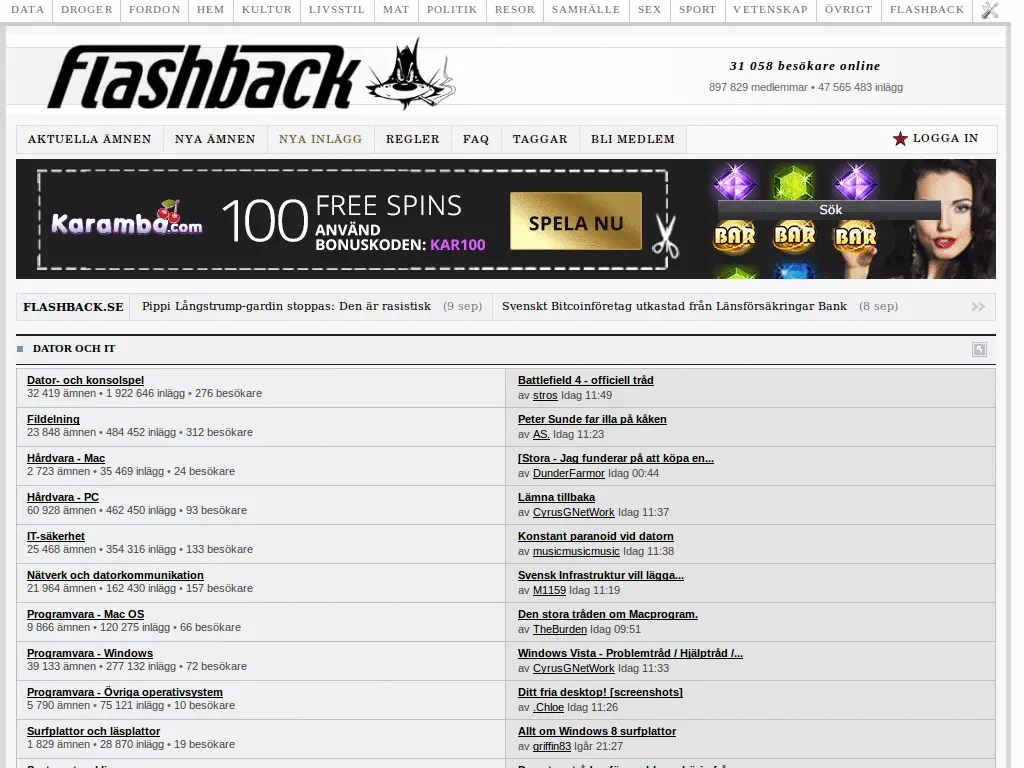 DATA DROGER FORDON HEM KULTUR LIVSSTIL MAT POLITIK RESOR SAMHÄLLE SEX SPORT VETENSKAP ÖVRIGT FLASHBACK
flashback
31 058 besökare online
897 829 medlemmar • 47 565 483 inlägg
AKTUELLA ÄMNEN NYA ÄMNEN NYA INLÄGG REGLER FAQ TAGGAR BLI MEDLEM LOGGA IN
Karamba.com 100 FREE SPINS
ANVÄND
BONUSKODEN: KAR100
SPELA NU
Sök
BAR BAR BAR
FLASHBACK.SE Pippi Långstrump-gardin stoppas: Den är rasistisk (9 sep) Svenskt Bitcoinföretag utkastad från Länsförsäkringar Bank (8 sep)
DATOR OCH IT
Dator- och konsolspel
32 419 ämnen • 1 922 646 inlägg • 276 besökare
Battlefield 4 - officiell tråd
av stros Idag 11:49
Fildelning
23 848 ämnen • 484 452 inlägg • 312 besökare
Peter Sunde far illa på kåken
av AS. Idag 11:23
Hårdvara - Mac
2 723 ämnen • 35 469 inlägg • 24 besökare
[Stora - Jag funderar på att köpa en...
av DunderFarmor Idag 00:44
Hårdvara - PC
60 928 ämnen • 462 450 inlägg • 93 besökare
Lämna tillbaka
av CyrusGNetWork Idag 11:37
IT-säkerhet
25 468 ämnen • 354 316 inlägg • 133 besökare
Konstant paranoid vid datorn
av musicmusicmusic Idag 11:38
Nätverk och datorkommunikation
21 964 ämnen • 162 430 inlägg • 157 besökare
Svensk Infrastruktur vill lägga...
av M1159 Idag 11:19
Programvara - Mac OS
9 866 ämnen • 120 275 inlägg • 66 besökare
Den stora tråden om Macprogram.
av TheBurden Idag 09:51
Programvara - Windows
39 133 ämnen • 277 132 inlägg • 72 besökare
Windows Vista - Problemtråd / Hjälptråd /...
av CyrusGNetWork Idag 11:33
Programvara - Övriga operativsystem
5 790 ämnen • 75 121 inlägg • 10 besökare
Ditt fria desktop! [screenshots]
av .Chloe Idag 11:26
Surfplattor och läsplattor
1 829 ämnen • 28 870 inlägg • 19 besökare
Allt om Windows 8 surfplattor
av griffin83 Igår 21:27